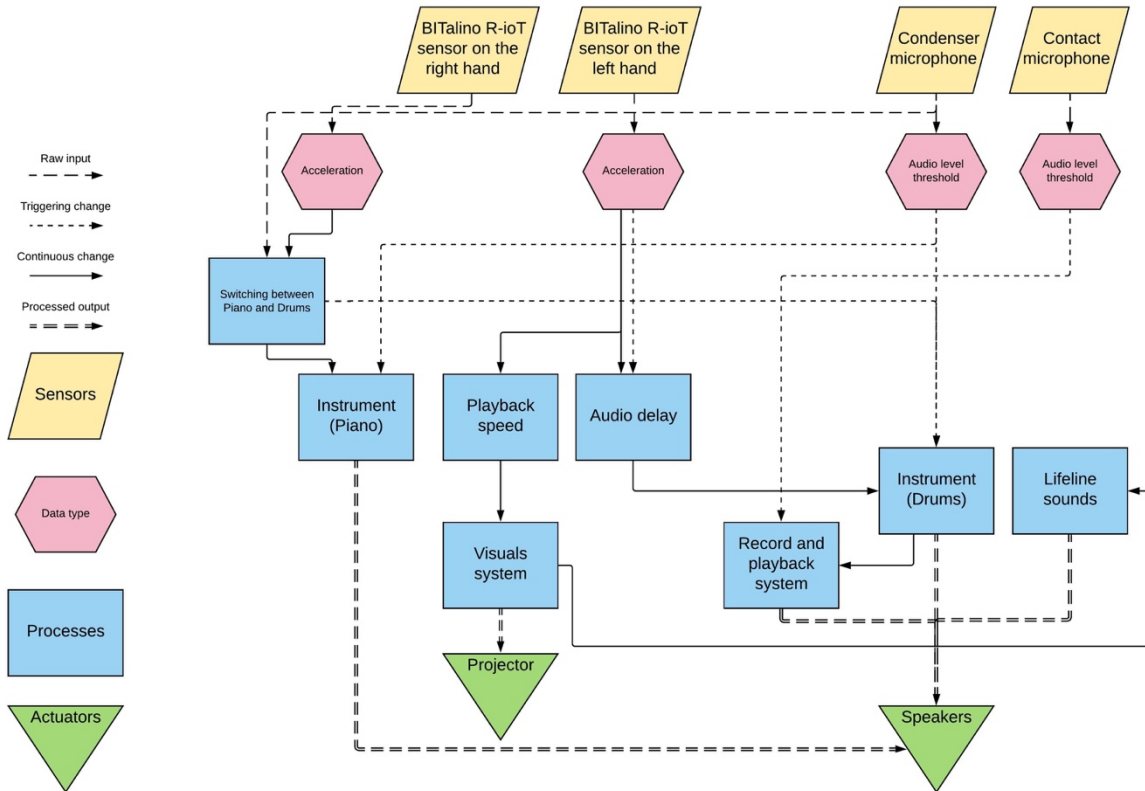 BITalino R-ioT
sensor on the
right hand
BITalino R-ioT
sensor on the
left hand
Condenser
microphone
Contact
microphone
Raw input
Triggering change
Continuous change
Processed output
Sensors
Data type
Processes
Actuators
Acceleration
Acceleration
Audio level
threshold
Audio level
threshold
Switching between
Piano and Drums
Instrument
(Piano)
Playback
speed
Audio delay
Instrument
(Drums)
Lifeline
sounds
Visuals
system
Record and
playback
system
Projector
Speakers